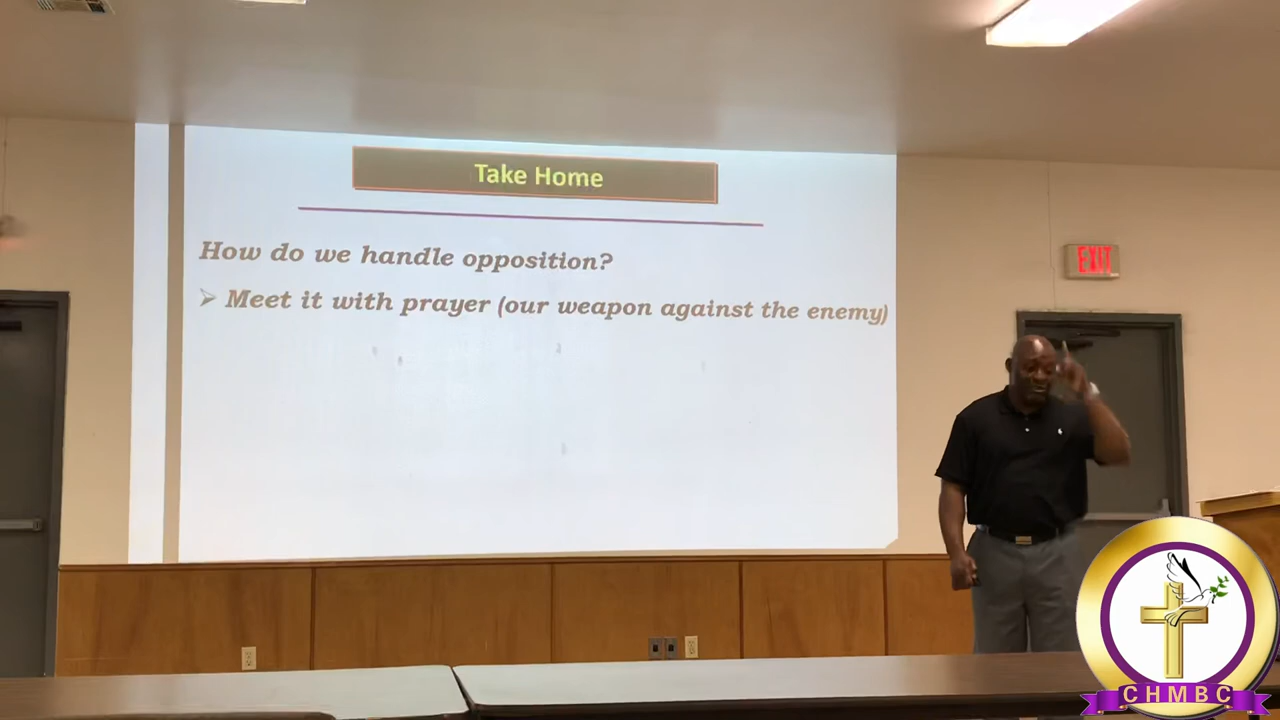 Take Home
How do we handle opposition?
➢ Meet it with prayer (our weapon against the enemy)
EXIT
CHMBC